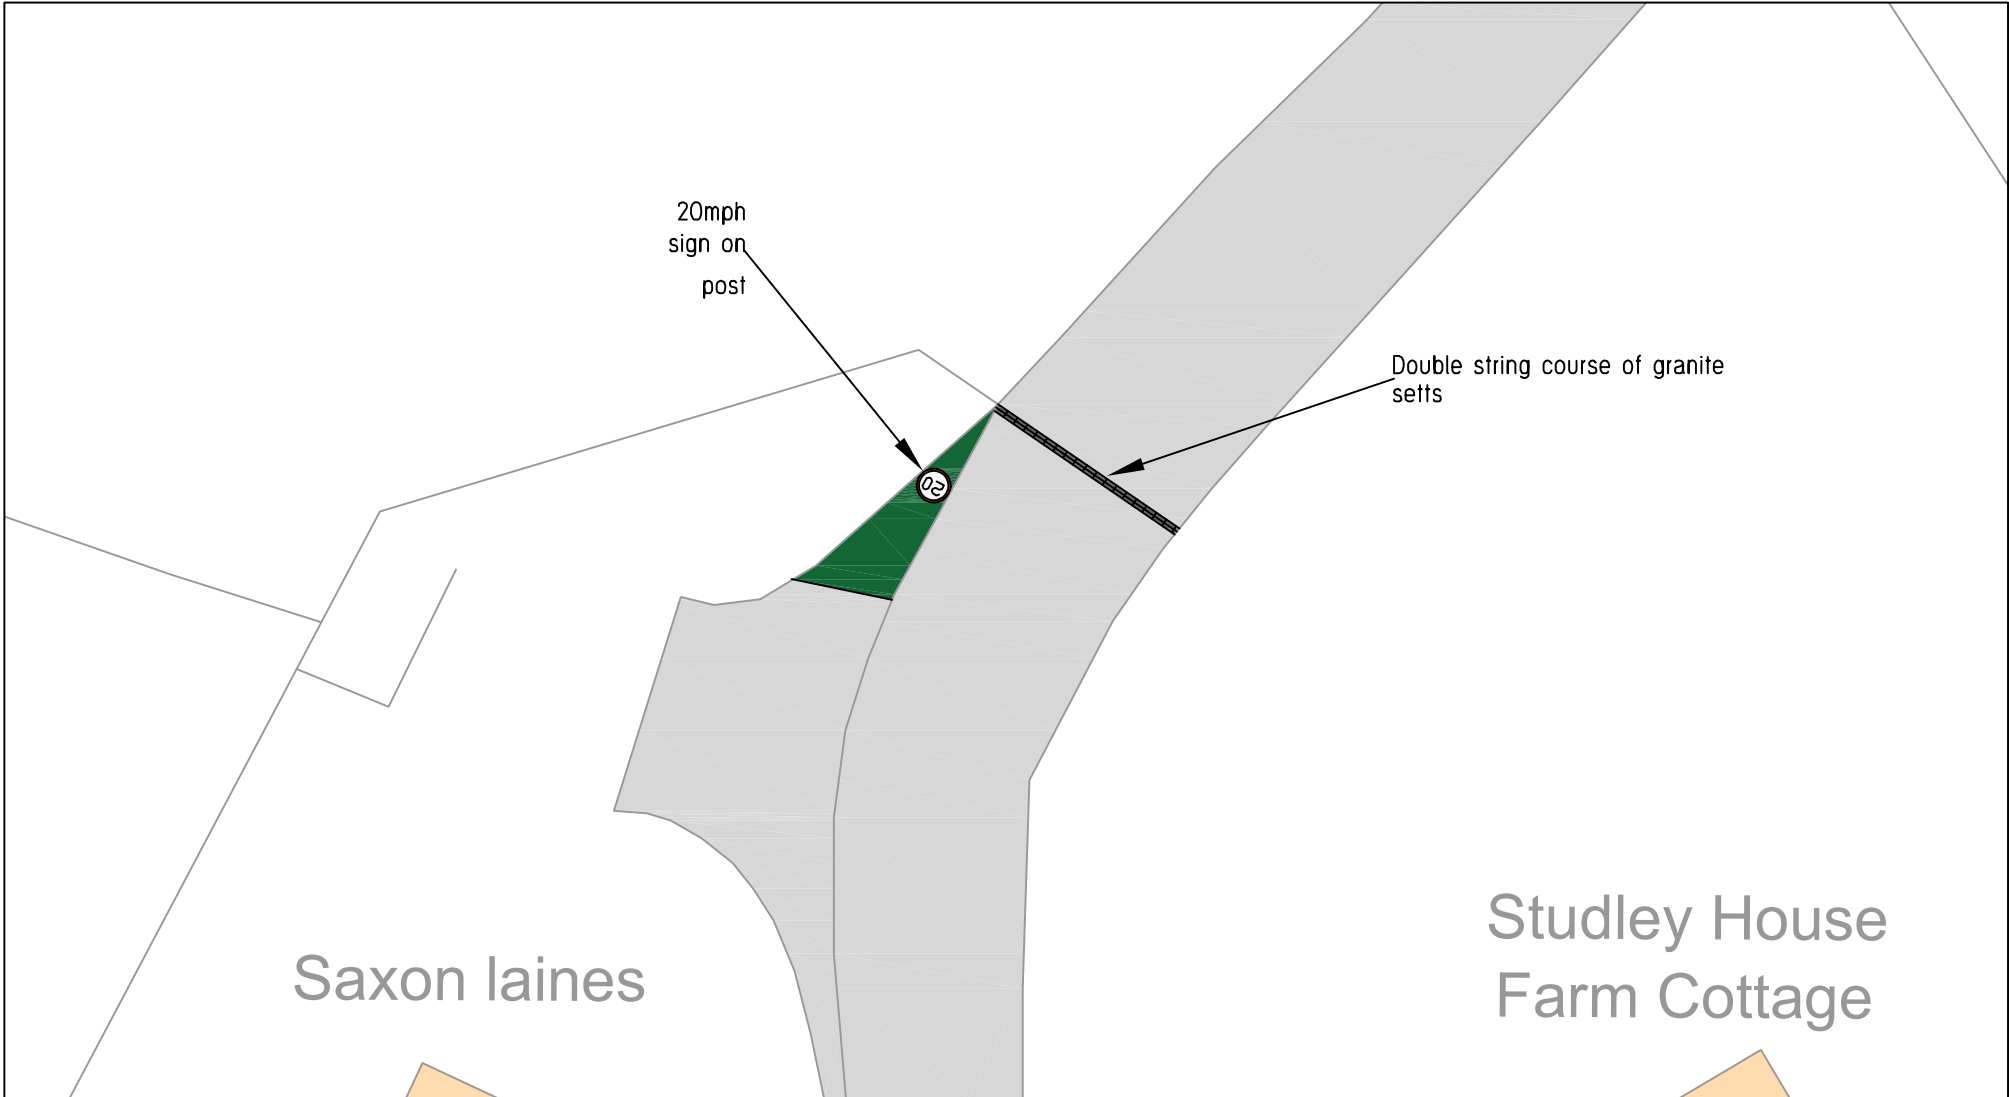 20mph
sign on
post
Double string course of granite
setts
20
Saxon laines
Studley House
Farm Cottage